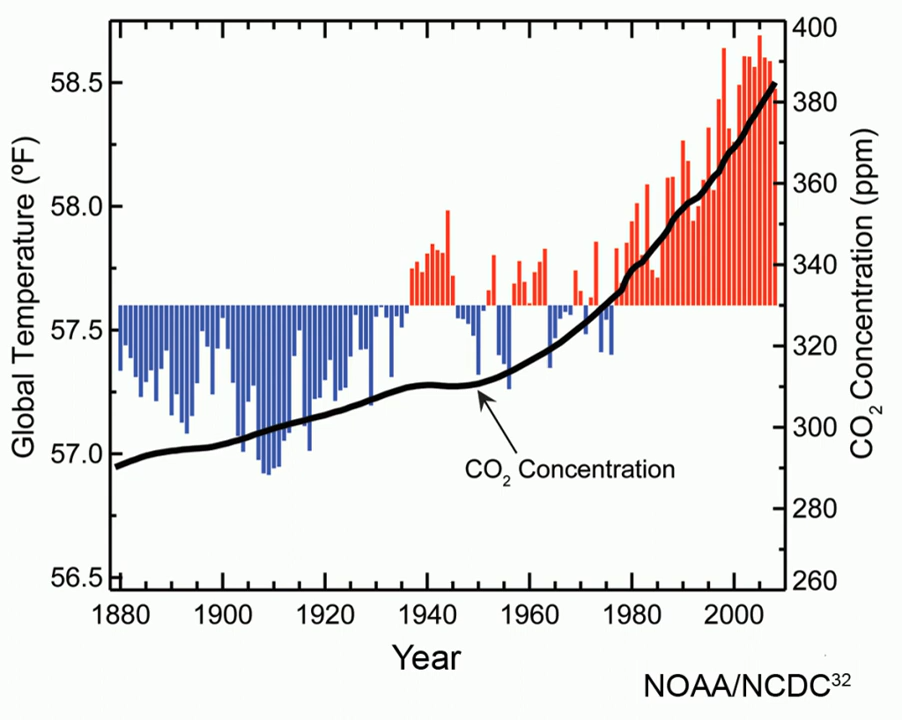 Global Temperature (ºF)
58.5
58.0
57.5
57.0
56.5
400
380
360
340
320
300
280
260
CO₂ Concentration (ppm)
CO₂ Concentration
1880 1900 1920 1940 1960 1980 2000
Year
NOAA/NCDC³²